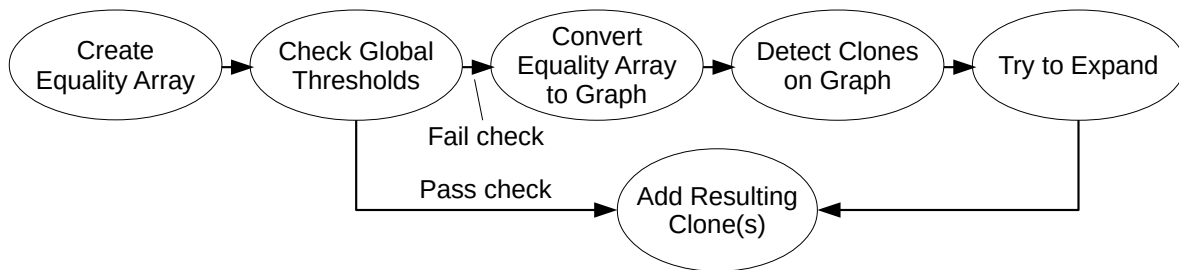 Create
Equality Array
Check Global
Thresholds
Convert
Equality Array
to Graph
Detect Clones
on Graph
Try to Expand
Fail check
Pass check
Add Resulting
Clone(s)